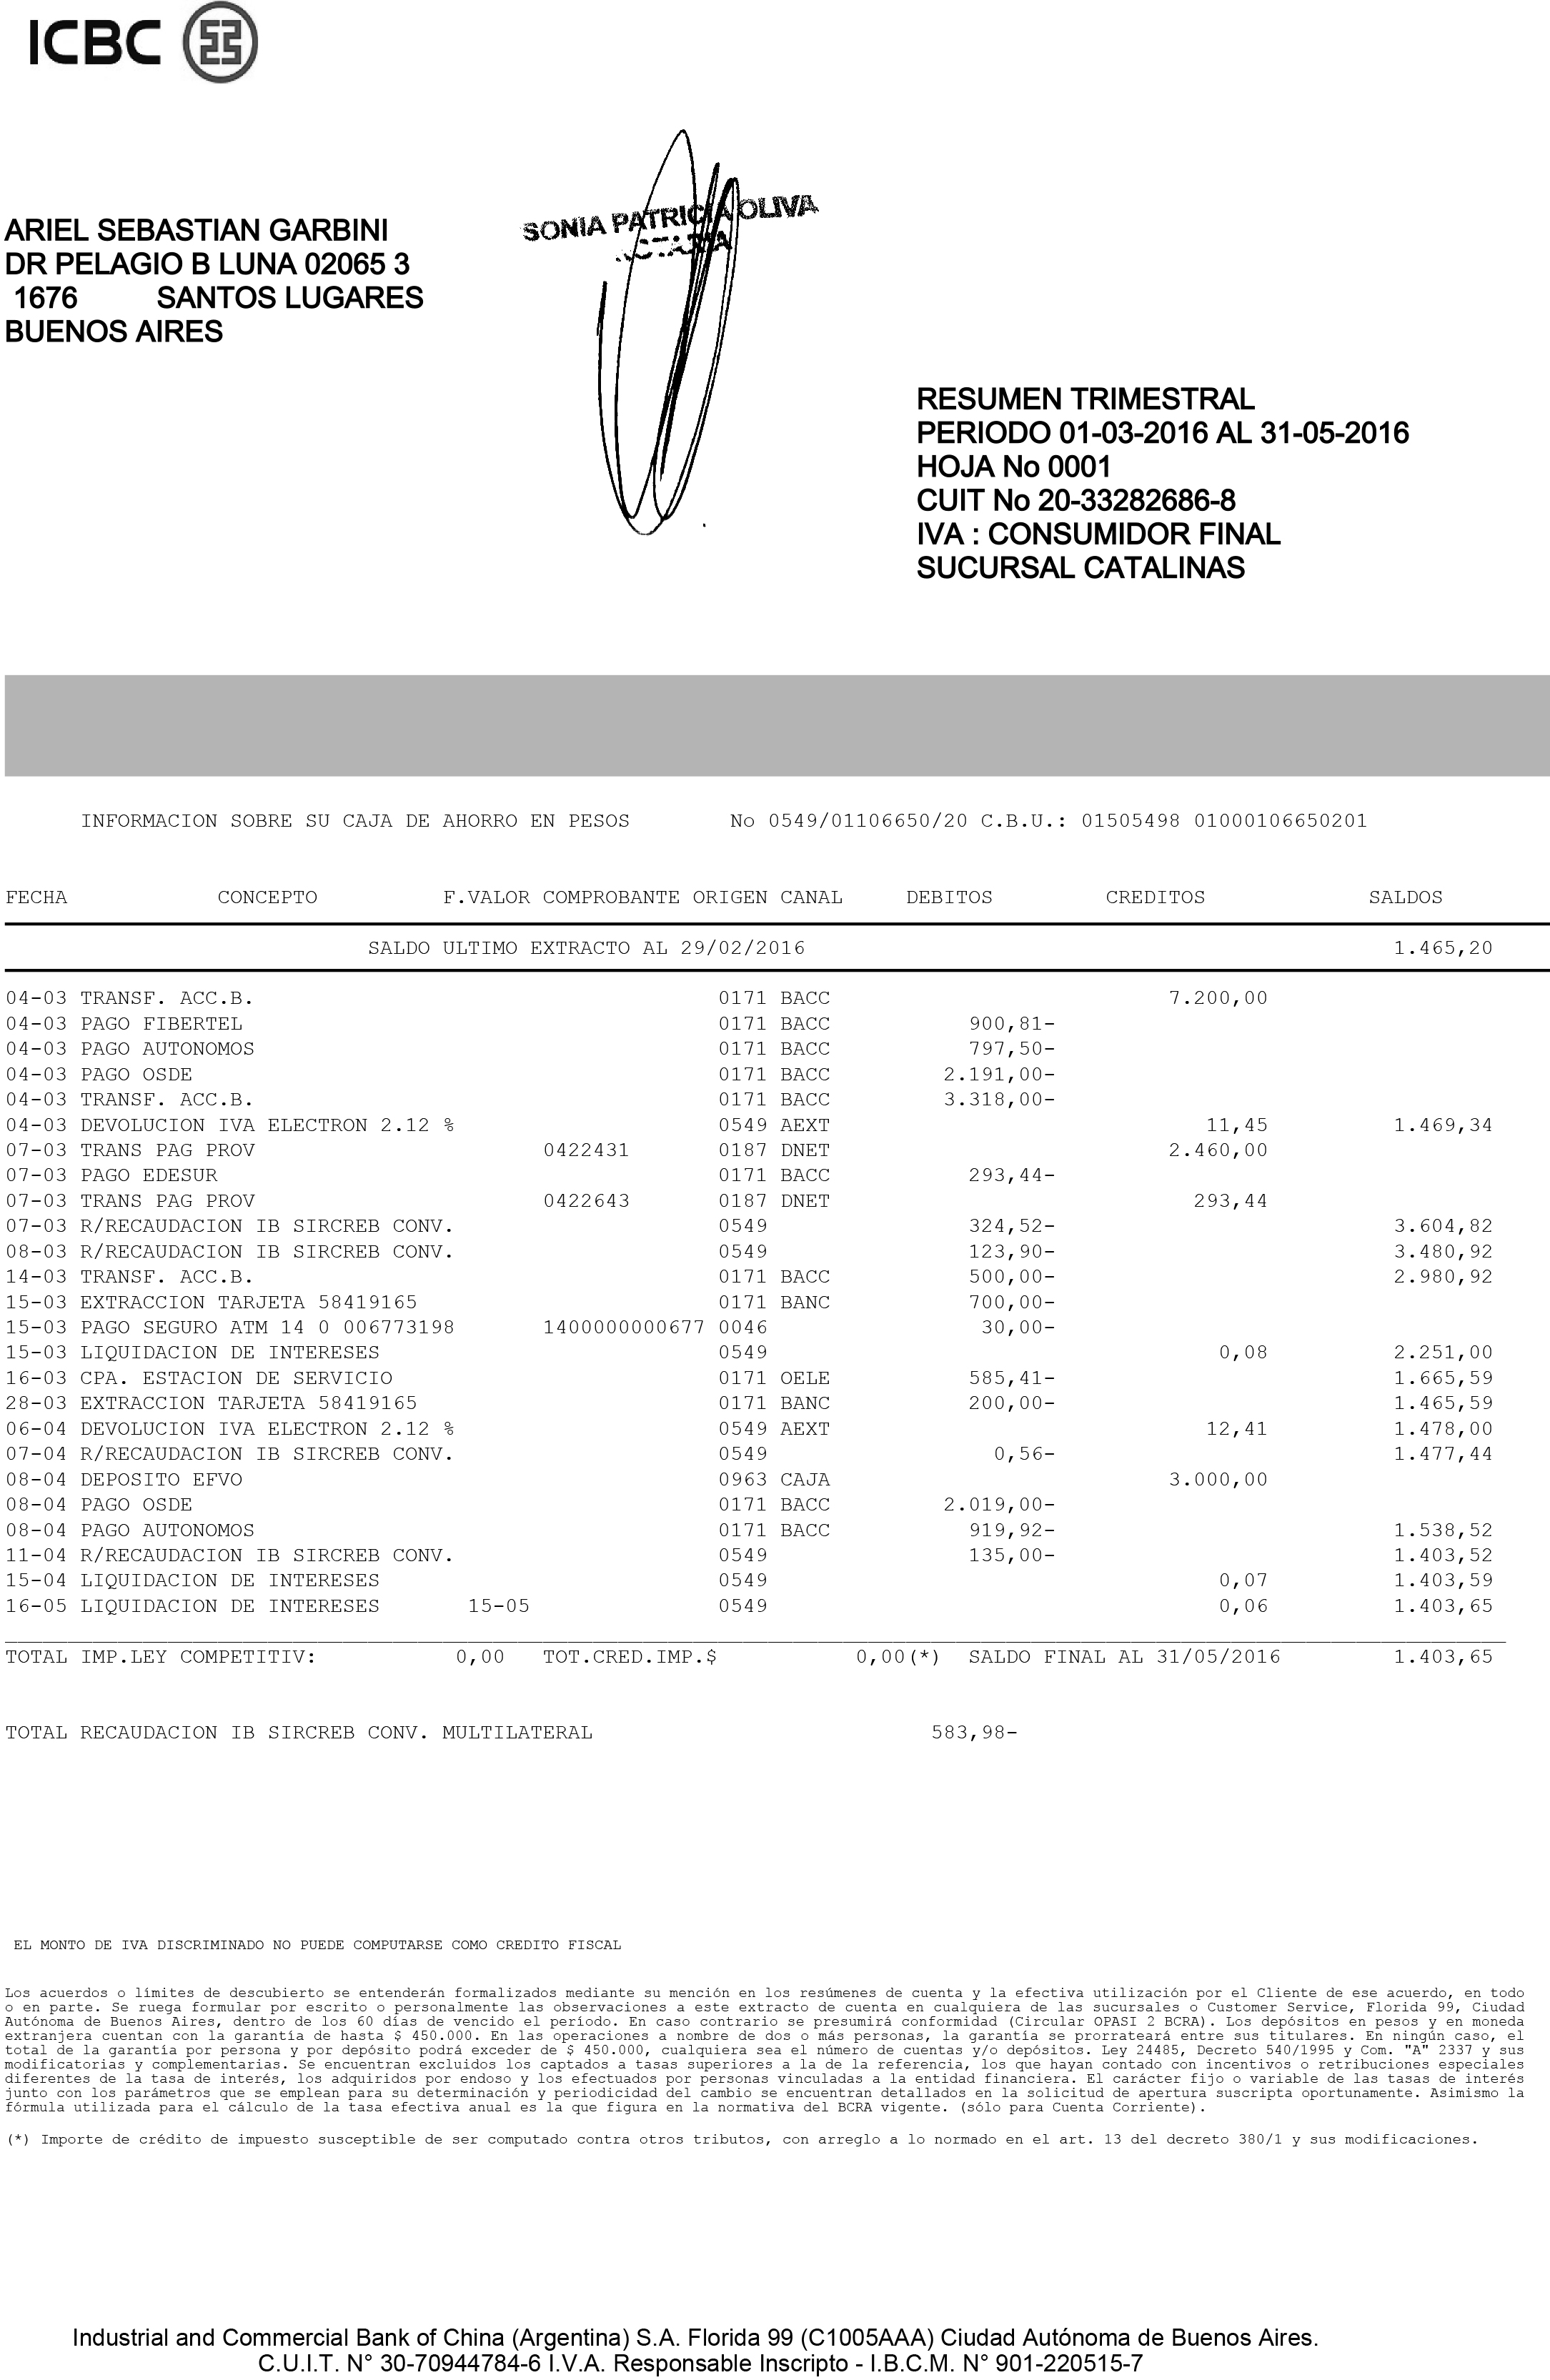 ICBC
SONIA PATRICIA OLIVA
ARIEL SEBASTIAN GARBINI
DR PELAGIO B LUNA 02065 3
1676 SANTOS LUGARES
BUENOS AIRES
RESUMEN TRIMESTRAL
PERIODO 01-03-2016 AL 31-05-2016
HOJA No 0001
CUIT No 20-33282686-8
IVA : CONSUMIDOR FINAL
SUCURSAL CATALINAS
INFORMACION SOBRE SU CAJA DE AHORRO EN PESOS No 0549/01106650/20 C.B.U.: 01505498 01000106650201
FECHA CONCEPTO F.VALOR COMPROBANTE ORIGEN CANAL DEBITOS CREDITOS SALDOS
SALDO ULTIMO EXTRACTO AL 29/02/2016 1.465,20
04-03 TRANSF. ACC.B. 0171 BACC 7.200,00
04-03 PAGO FIBERTEL 0171 BACC 900,81-
04-03 PAGO AUTONOMOS 0171 BACC 797,50-
04-03 PAGO OSDE 0171 BACC 2.191,00-
04-03 TRANSF. ACC.B. 0171 BACC 3.318,00-
04-03 DEVOLUCION IVA ELECTRON 2.12 % 0549 AEXT 11,45 1.469,34
07-03 TRANS PAG PROV 0422431 0187 DNET 2.460,00
07-03 PAGO EDESUR 0171 BACC 293,44-
07-03 TRANS PAG PROV 0422643 0187 DNET 293,44
07-03 R/RECAUDACION IB SIRCREB CONV. 0549 324,52- 3.604,82
08-03 R/RECAUDACION IB SIRCREB CONV. 0549 123,90- 3.480,92
14-03 TRANSF. ACC.B. 0171 BACC 500,00- 2.980,92
15-03 EXTRACCION TARJETA 58419165 0171 BANC 700,00-
15-03 PAGO SEGURO ATM 14 0 006773198 1400000000677 0046 30,00-
15-03 LIQUIDACION DE INTERESES 0549 0,08 2.251,00
16-03 CPA. ESTACION DE SERVICIO 0171 OELE 585,41- 1.665,59
28-03 EXTRACCION TARJETA 58419165 0171 BANC 200,00- 1.465,59
06-04 DEVOLUCION IVA ELECTRON 2.12 % 0549 AEXT 12,41 1.478,00
07-04 R/RECAUDACION IB SIRCREB CONV. 0549 0,56- 1.477,44
08-04 DEPOSITO EFVO 0963 CAJA 3.000,00
08-04 PAGO OSDE 0171 BACC 2.019,00-
08-04 PAGO AUTONOMOS 0171 BACC 919,92- 1.538,52
11-04 R/RECAUDACION IB SIRCREB CONV. 0549 135,00- 1.403,52
15-04 LIQUIDACION DE INTERESES 0549 0,07 1.403,59
16-05 LIQUIDACION DE INTERESES 15-05 0549 0,06 1.403,65
TOTAL IMP.LEY COMPETITIV: 0,00 TOT.CRED.IMP.$ 0,00(*) SALDO FINAL AL 31/05/2016 1.403,65
TOTAL RECAUDACION IB SIRCREB CONV. MULTILATERAL 583,98-
EL MONTO DE IVA DISCRIMINADO NO PUEDE COMPUTARSE COMO CREDITO FISCAL
Los acuerdos o límites de descubierto se entenderán formalizados mediante su mención en los resúmenes de cuenta y la efectiva utilización por el Cliente de ese acuerdo, en todo
o en parte. Se ruega formular por escrito o personalmente las observaciones a este extracto de cuenta en cualquiera de las sucursales o Customer Service, Florida 99, Ciudad
Autónoma de Buenos Aires, dentro de los 60 días de vencido el período. En caso contrario se presumirá conformidad (Circular OPASI 2 BCRA). Los depósitos en pesos y en moneda
extranjera cuentan con la garantía de hasta $ 450.000. En las operaciones a nombre de dos o más personas, la garantía se prorrateará entre sus titulares. En ningún caso, el
total de la garantía por persona y por depósito podrá exceder de $ 450.000, cualquiera sea el número de cuentas y/o depósitos. Ley 24485, Decreto 540/1995 y Com. "A" 2337 y sus
modificatorias y complementarias. Se encuentran excluidos los captados a tasas superiores a la de la referencia, los que hayan contado con incentivos o retribuciones especiales
diferentes de la tasa de interés, los adquiridos por endoso y los efectuados por personas vinculadas a la entidad financiera. El carácter fijo o variable de las tasas de interés
junto con los parámetros que se emplean para su determinación y periodicidad del cambio se encuentran detallados en la solicitud de apertura suscripta oportunamente. Asimismo la
fórmula utilizada para el cálculo de la tasa efectiva anual es la que figura en la normativa del BCRA vigente. (sólo para Cuenta Corriente).
(*) Importe de crédito de impuesto susceptible de ser computado contra otros tributos, con arreglo a lo normado en el art. 13 del decreto 380/1 y sus modificaciones.
Industrial and Commercial Bank of China (Argentina) S.A. Florida 99 (C1005AAA) Ciudad Autónoma de Buenos Aires.
C.U.I.T. N° 30-70944784-6 I.V.A. Responsable Inscripto - I.B.C.M. N° 901-220515-7